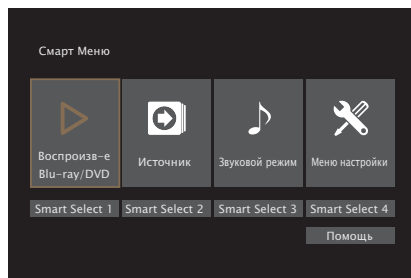 Смарт Меню
Воспроизв-е
Blu-ray/DVD
Источник
Звуковой режим
Меню настройки
Smart Select 1
Smart Select 2
Smart Select 3
Smart Select 4
Помощь